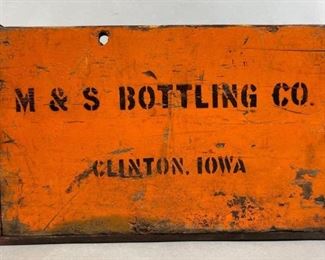 M & S BOTTLING CO.
CLINTON, IOWA